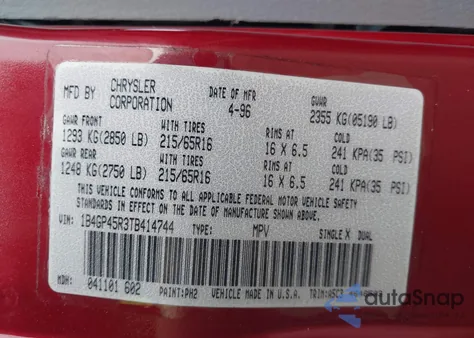 MFD BY CHRYSLER CORPORATION DATE OF MFR 4-96 GVWR 2355 KG(05190 LB)
GAWR FRONT WITH TIRES RIMS AT COLD
1293 KG(2850 LB) 215/65R16 16 X 6.5 241 KPA(35 PSI)
GAWR REAR WITH TIRES RIMS AT COLD
1248 KG(2750 LB) 215/65R16 16 X 6.5 241 KPA(35 PSI)
THIS VEHICLE CONFORMS TO ALL APPLICABLE FEDERAL MOTOR VEHICLE SAFETY
STANDARDS IN EFFECT ON THE DATE OF MANUFACTURE SHOWN ABOVE
VIN: 1B4GP45R3TB414744 TYPE: MPV SINGLE X DUAL
MDH: 041101 602 PAINT:PH2 VEHICLE MADE IN U.S.A. TRIM:
autoSnap